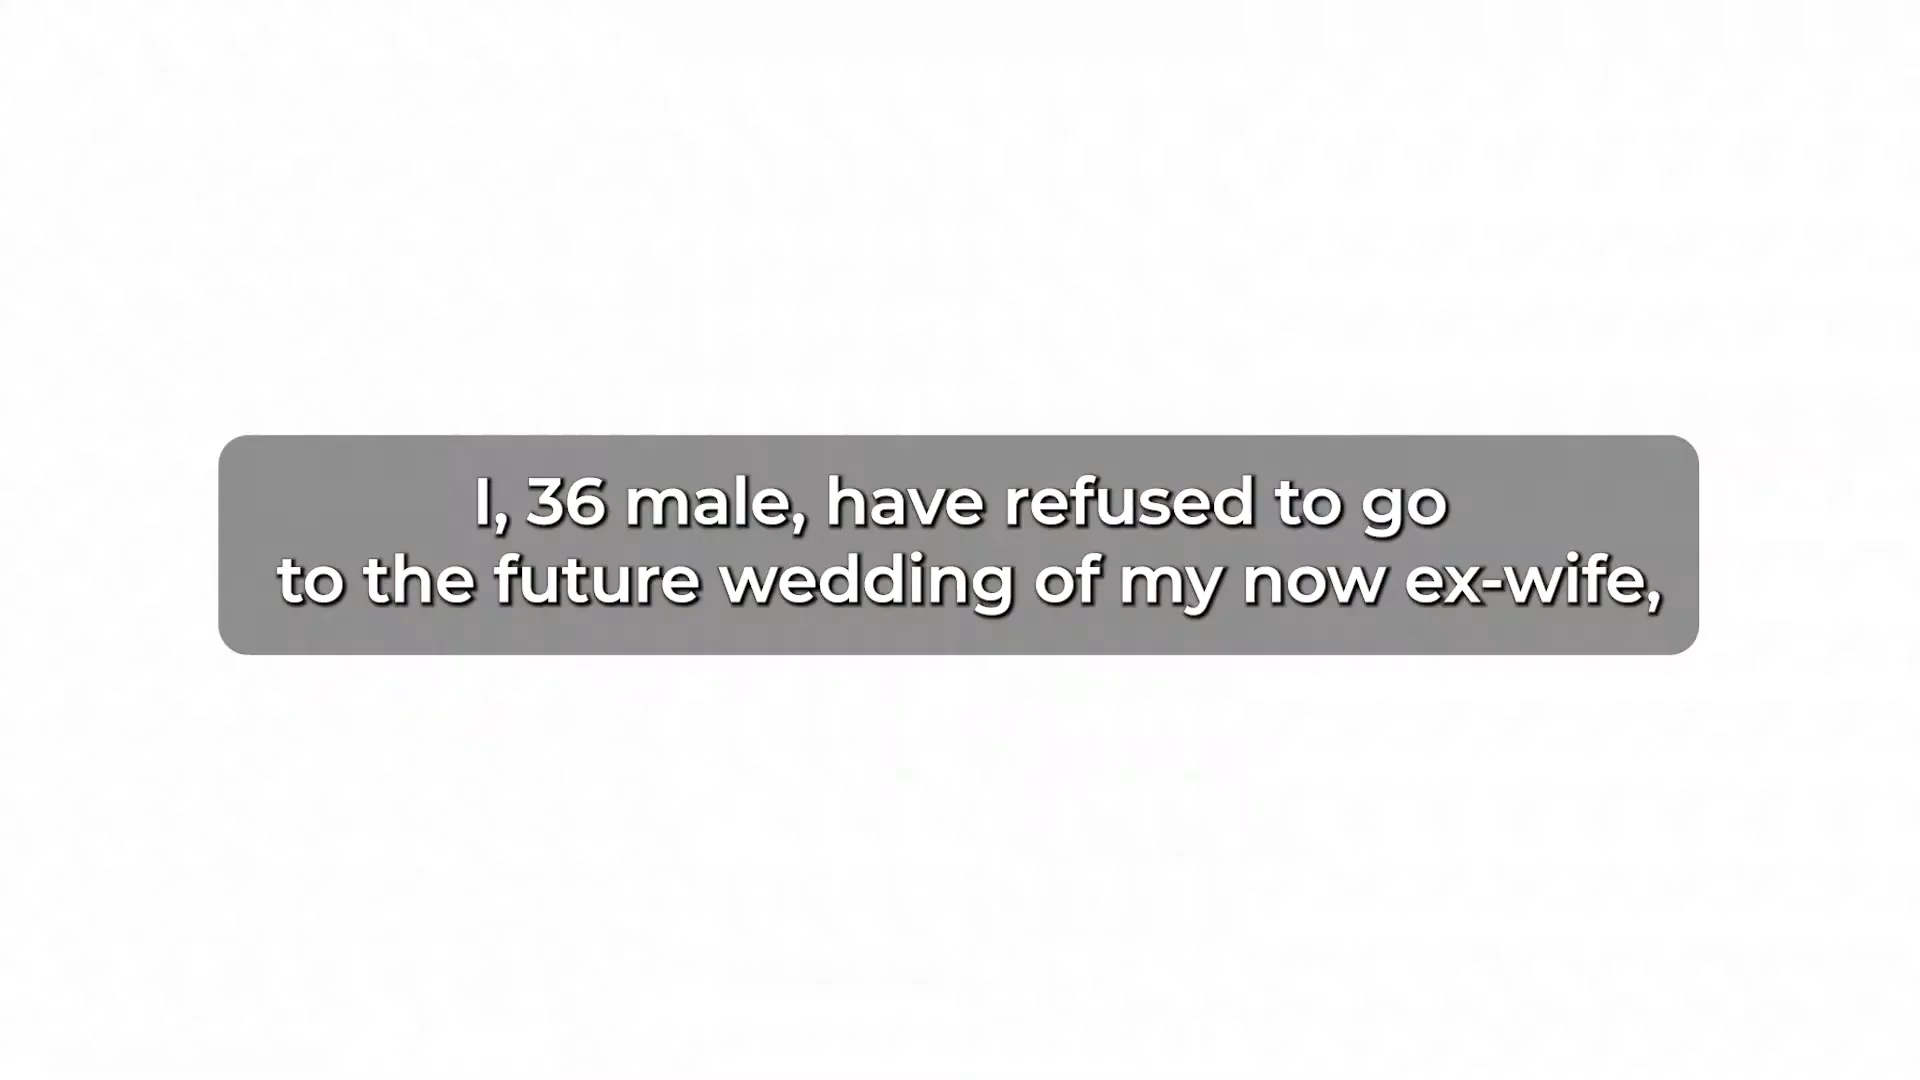 I, 36 male, have refused to go
to the future wedding of my now ex-wife,